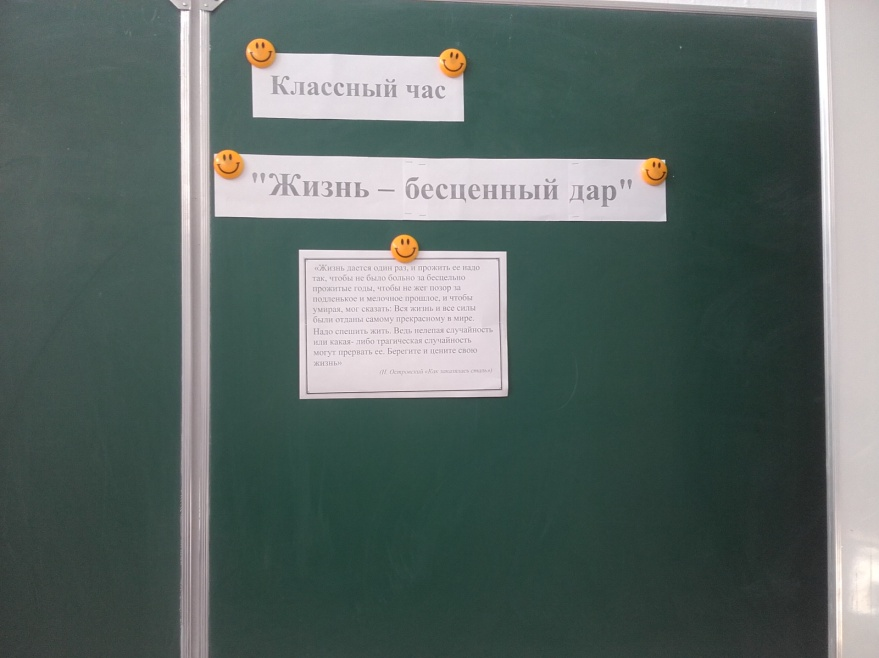 Классный час
"Жизнь – бесценный дар"
«Жизнь дается один раз, и прожить ее надо
так, чтобы не было больно за бесцельно
прожитые годы, чтобы не жег позор за
подленькое и мелочное прошлое, и чтобы
умирая, мог сказать: Вся жизнь и все силы
были отданы самому прекрасному в мире.
Надо спешить жить. Ведь нелепая случайность
или какая- либо трагическая случайность
могут прервать ее. Берегите и цените свою
жизнь»
(Н. Островский «Как закалялась сталь»)